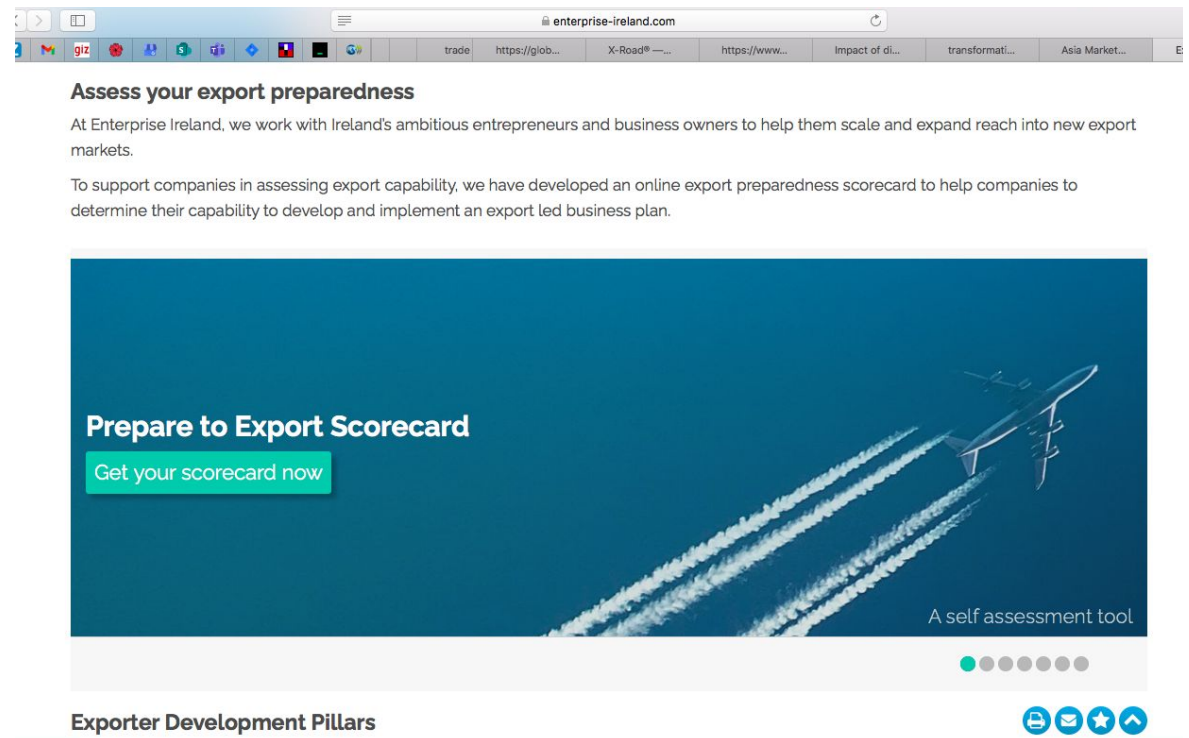 enterprise-ireland.com
giz
trade
https://glob...
X-Road® —...
https://www...
Impact of di...
transformati...
Asia Market...
Assess your export preparedness
At Enterprise Ireland, we work with Ireland's ambitious entrepreneurs and business owners to help them scale and expand reach into new export
markets.
To support companies in assessing export capability, we have developed an online export preparedness scorecard to help companies to
determine their capability to develop and implement an export led business plan.
Prepare to Export Scorecard
Get your scorecard now
A self assessment tool
Exporter Development Pillars